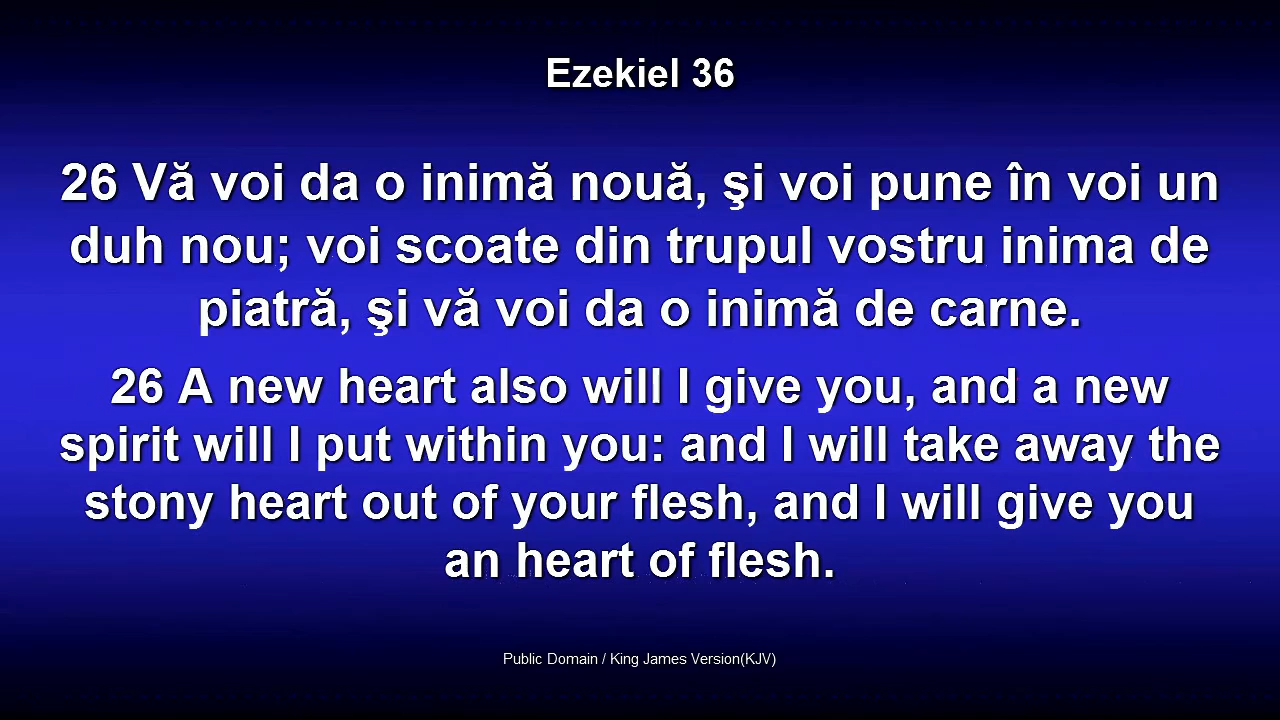 Ezekiel 36
26 Vă voi da o inimă nouă, şi voi pune în voi un
duh nou; voi scoate din trupul vostru inima de
piatră, şi vă voi da o inimă de carne.
26 A new heart also will I give you, and a new
spirit will I put within you: and I will take away the
stony heart out of your flesh, and I will give you
an heart of flesh.
Public Domain / King James Version(KJV)